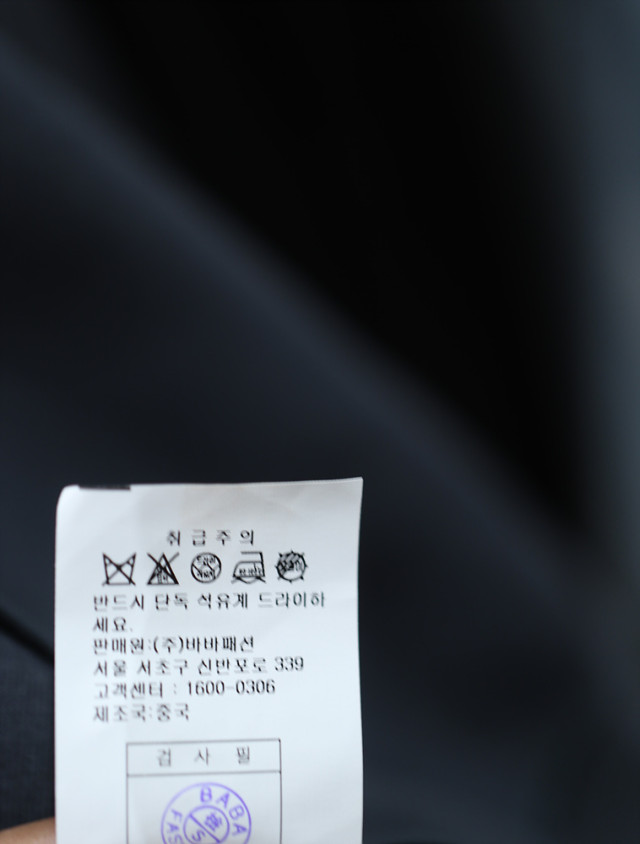 취급주의
반드시 단독 석유계 드라이하
세요.
판매원:(주)바바패션
서울 서초구 신반포로 339
고객센터 : 1600-0306
제조국:중국
검 사 필
BABA
FAS